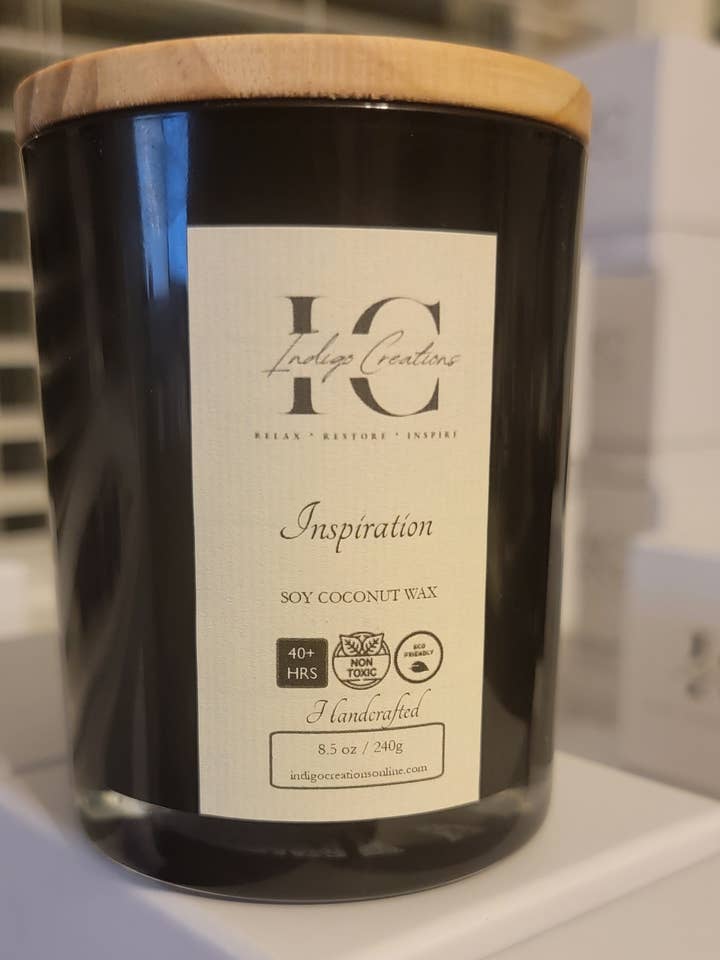 IC
Indigo Creations
RELAX * RESTORE * INSPIRE
Inspiration
SOY COCONUT WAX
40+
HRS
NON
TOXIC
ECO
FRIENDLY
Handcrafted
8.5 oz / 240g
indigocreationsonline.com